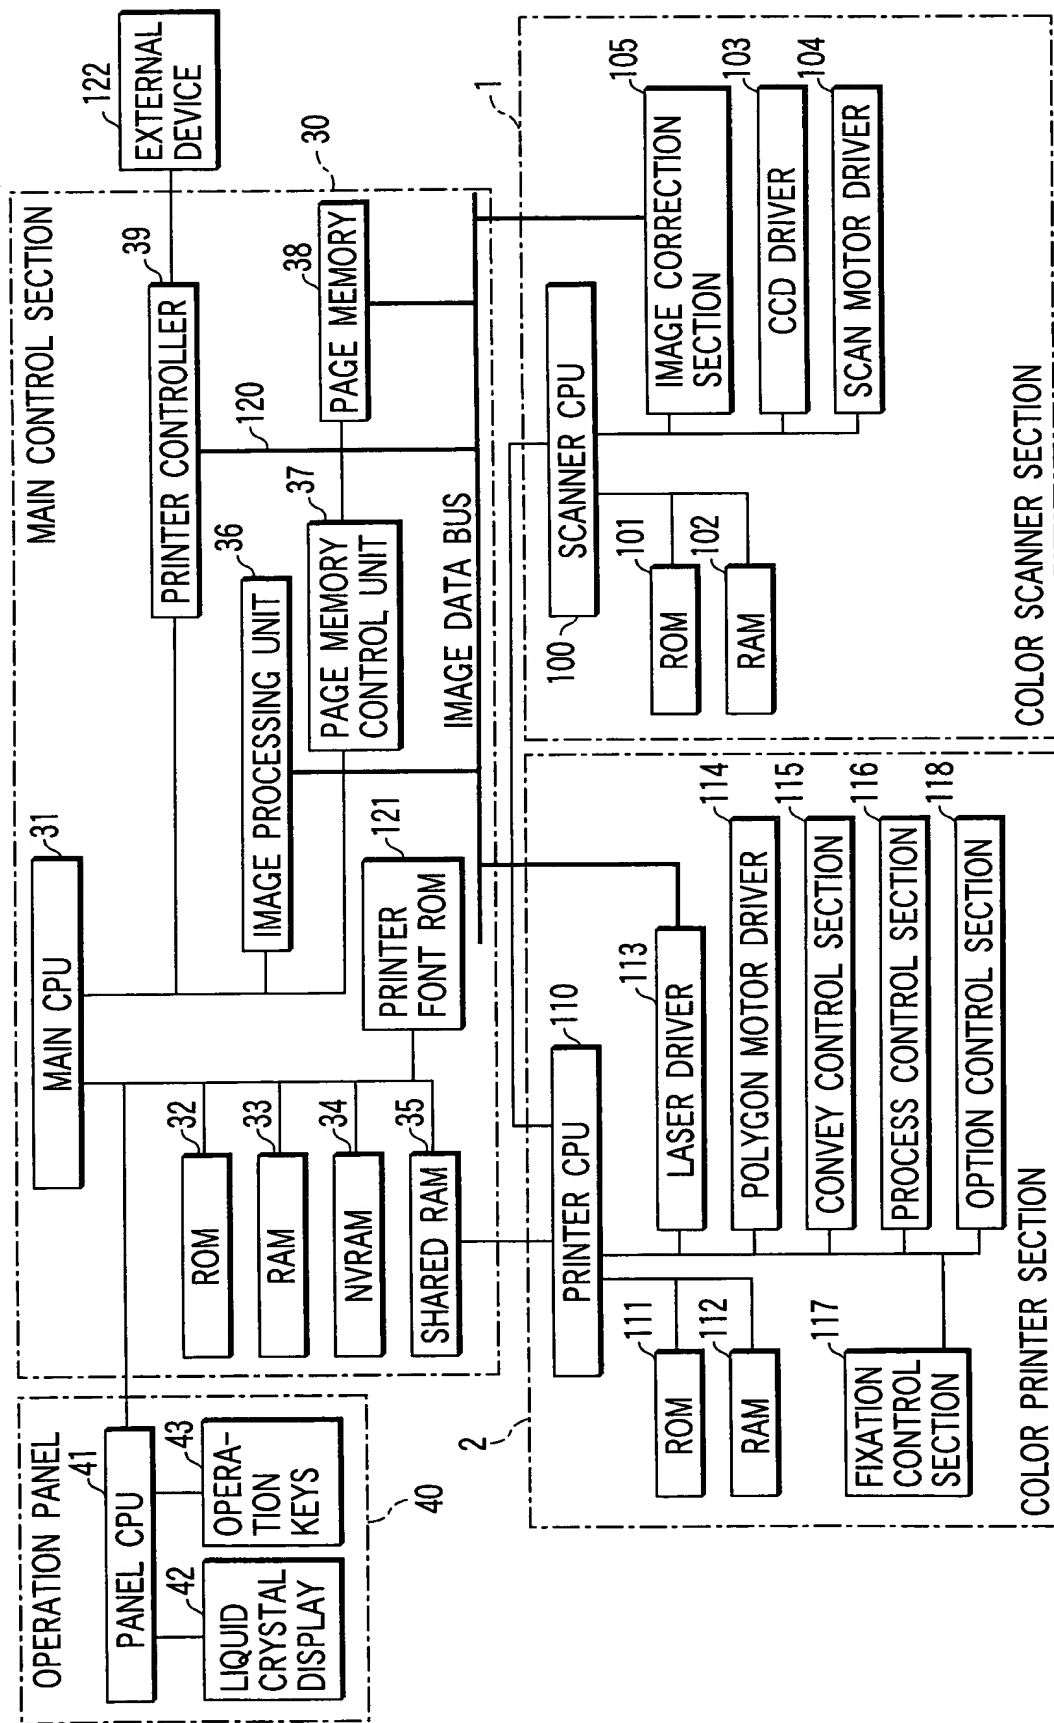 OPERATION PANEL
41
PANEL CPU
42
43
LIQUID
CRYSTAL
DISPLAY
OPERA-
TION
KEYS
40
MAIN CONTROL SECTION
31
MAIN CPU
32
ROM
33
RAM
34
NVRAM
35
SHARED RAM
121
PRINTER
FONT ROM
36
IMAGE PROCESSING UNIT
37
PAGE MEMORY
CONTROL UNIT
39
PRINTER CONTROLLER
120
38
PAGE MEMORY
30
IMAGE DATA BUS
122
EXTERNAL
DEVICE
2
110
PRINTER CPU
111
ROM
112
RAM
117
FIXATION
CONTROL
SECTION
113
LASER DRIVER
114
POLYGON MOTOR DRIVER
115
CONVEY CONTROL SECTION
116
PROCESS CONTROL SECTION
118
OPTION CONTROL SECTION
COLOR PRINTER SECTION
1
100
SCANNER CPU
101
ROM
102
RAM
105
IMAGE CORRECTION
SECTION
103
CCD DRIVER
104
SCAN MOTOR DRIVER
COLOR SCANNER SECTION